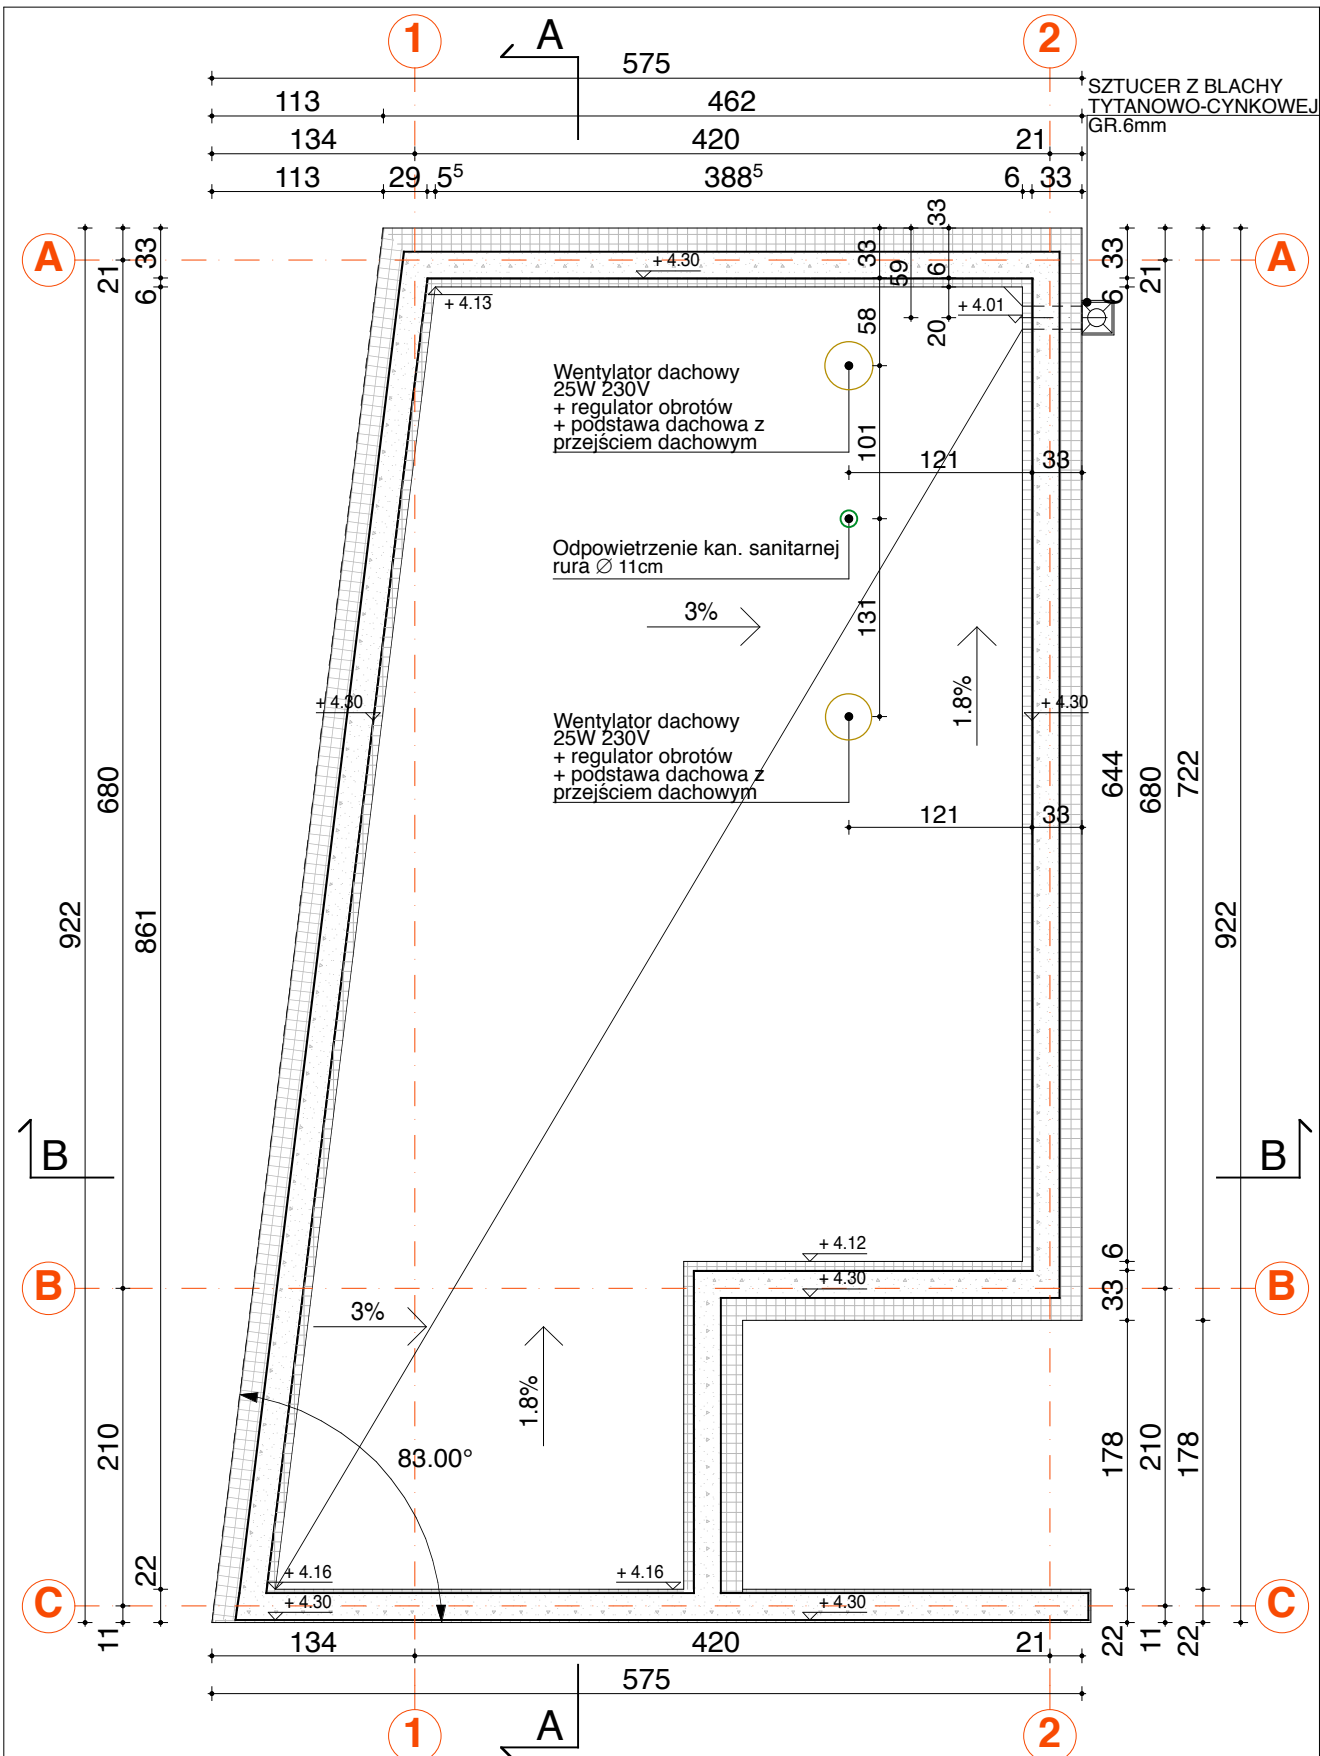 1
A
2
575
SZTUCER Z BLACHY
TYTANOWO-CYNKOWEJ
GR.6mm
113
462
134
420
21
113
29
5⁵
388⁵
6
33
33
A
33
21
6
+ 4.30
33
59
6
33
21
A
+ 4.13
58
20
+ 4.01
6
Wentylator dachowy
25W 230V
+ regulator obrotów
+ podstawa dachowa z
przejściem dachowym
101
121
33
Odpowietrzenie kan. sanitarnej
rura ∅ 11cm
131
3%
1.8%
+ 4.30
+ 4.30
Wentylator dachowy
25W 230V
+ regulator obrotów
+ podstawa dachowa z
przejściem dachowym
680
644
680
722
121
33
922
861
922
B
B
+ 4.12
6
B
+ 4.30
33
B
3%
1.8%
83.00°
210
178
210
178
22
+ 4.16
+ 4.16
C
+ 4.30
+ 4.30
C
11
22
11
22
134
420
21
575
1
A
2